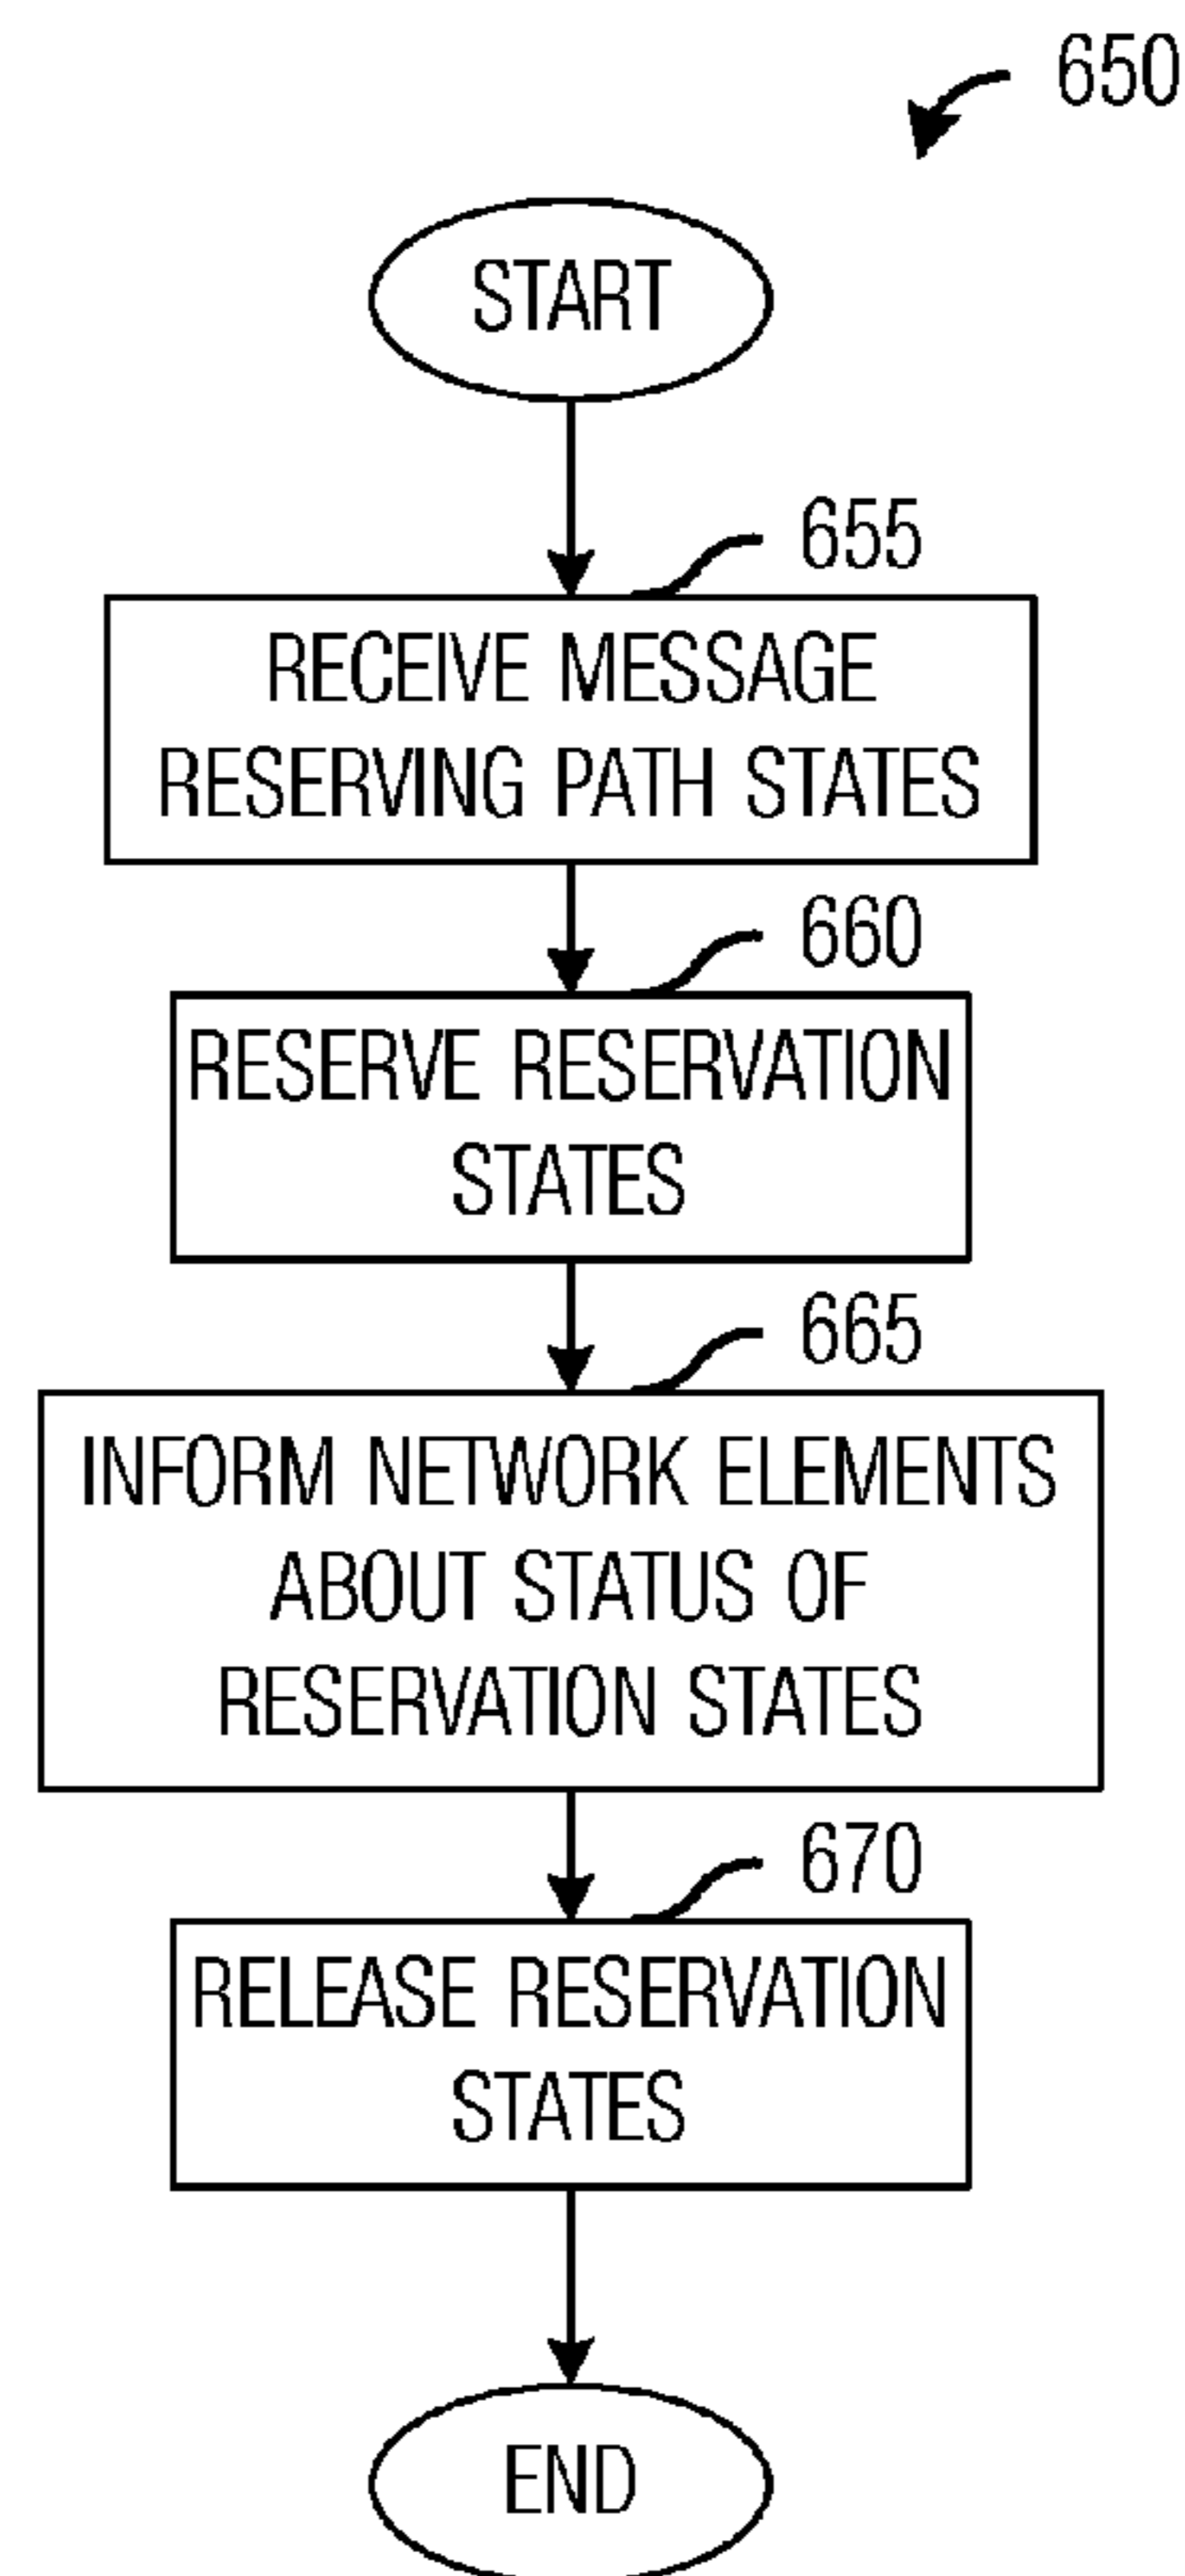 650
START
655
RECEIVE MESSAGE
RESERVING PATH STATES
660
RESERVE RESERVATION
STATES
665
INFORM NETWORK ELEMENTS
ABOUT STATUS OF
RESERVATION STATES
670
RELEASE RESERVATION
STATES
END